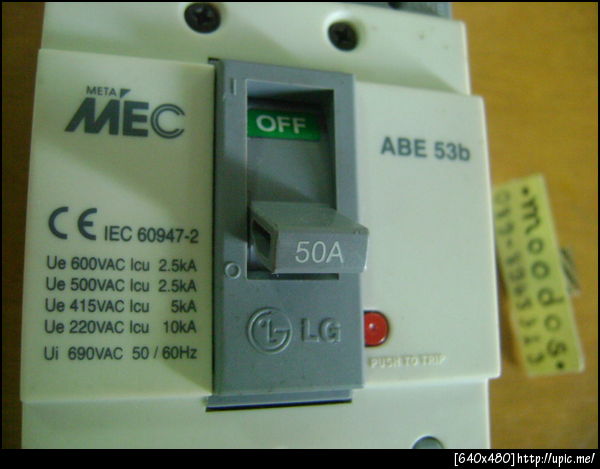 META
MEC
CE IEC 60947-2
Ue 600VAC Icu 2.5kA
Ue 500VAC Icu 2.5kA
Ue 415VAC Icu 5kA
Ue 220VAC Icu 10kA
Ui 690VAC 50 / 60Hz
I
OFF
50A
O
LG
ABE 53b
PUSH TO TRIP
•moodos•
[640x480]http://upic.me/